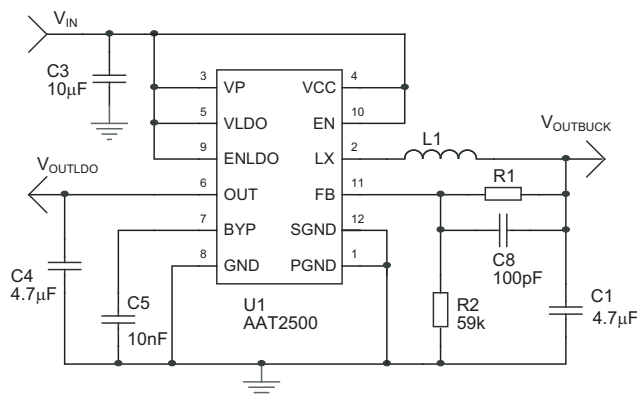 VIN
C3
10μF
3
VP
VCC
4
5
VLDO
EN
10
9
ENLDO
LX
2
L1
VOUTBUCK
VOUTLDO
6
OUT
FB
11
R1
7
BYP
SGND
12
C8
100pF
8
GND
PGND
1
C4
4.7μF
C5
10nF
U1
AAT2500
R2
59k
C1
4.7μF